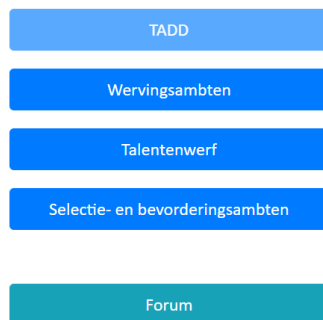 TADD
Wervingsambten
Talentenwerf
Selectie- en bevorderingsambten
Forum